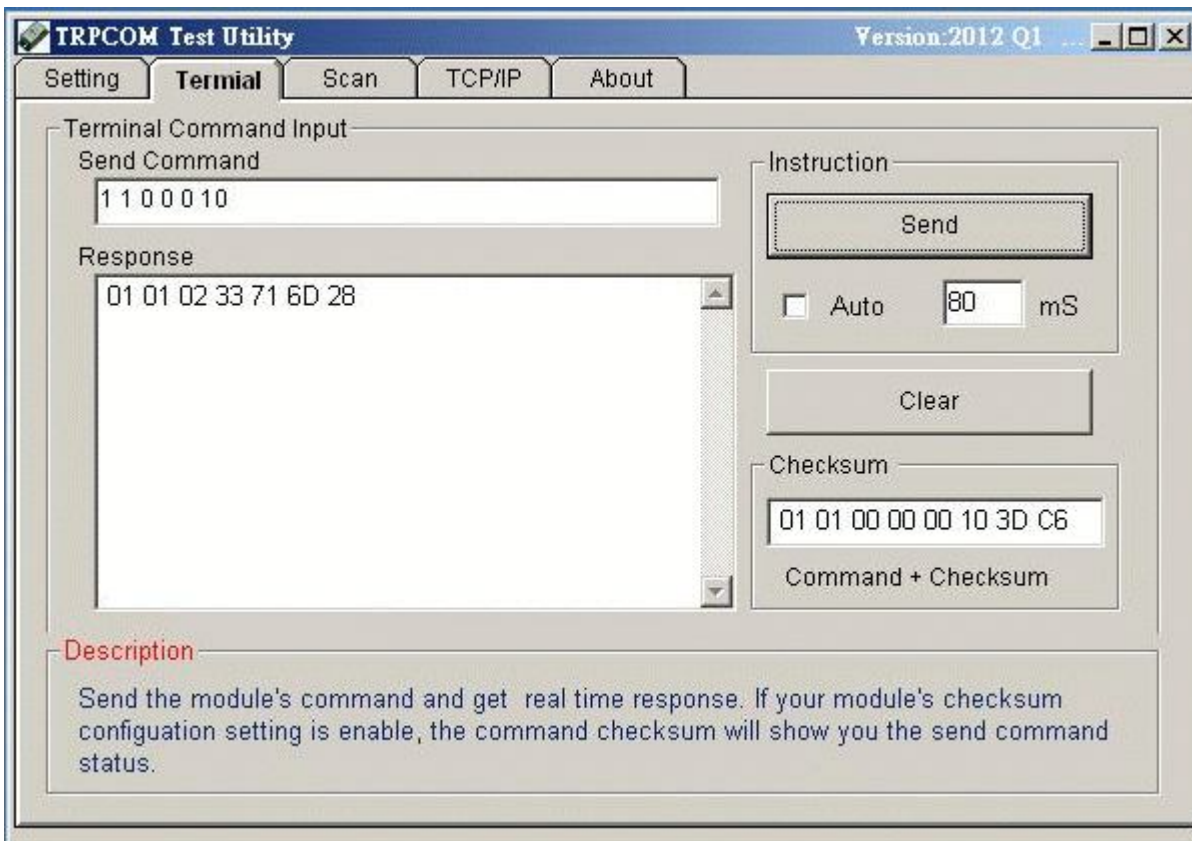 TRPCOM Test Utility Version:2012 Q1 ...
Setting Termial Scan TCP/IP About
Terminal Command Input
Send Command
1 1 0 0 0 10
Response
01 01 02 33 71 6D 28
Instruction
Send
Auto 80 mS
Clear
Checksum
01 01 00 00 00 10 3D C6
Command + Checksum
Description
Send the module's command and get real time response. If your module's checksum
configuation setting is enable, the command checksum will show you the send command
status.